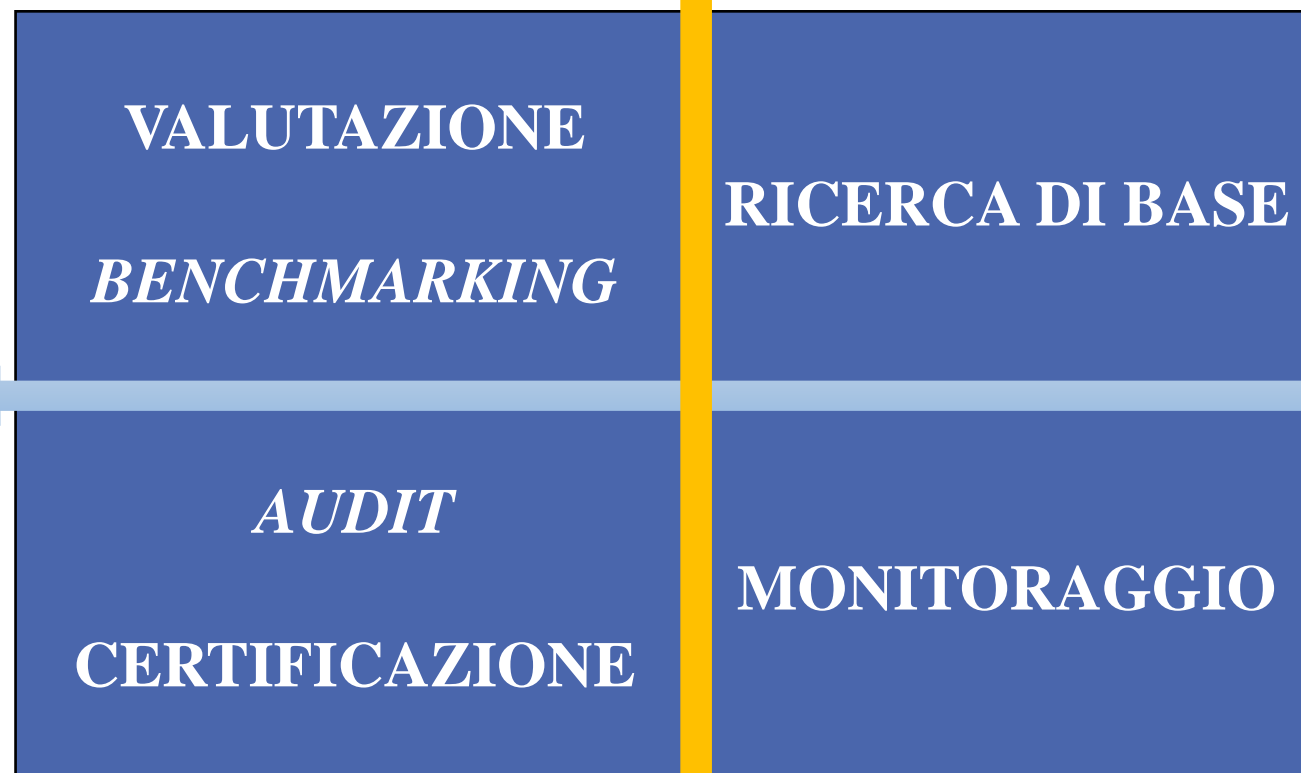 VALUTAZIONE
BENCHMARKING
RICERCA DI BASE
AUDIT
CERTIFICAZIONE
MONITORAGGIO